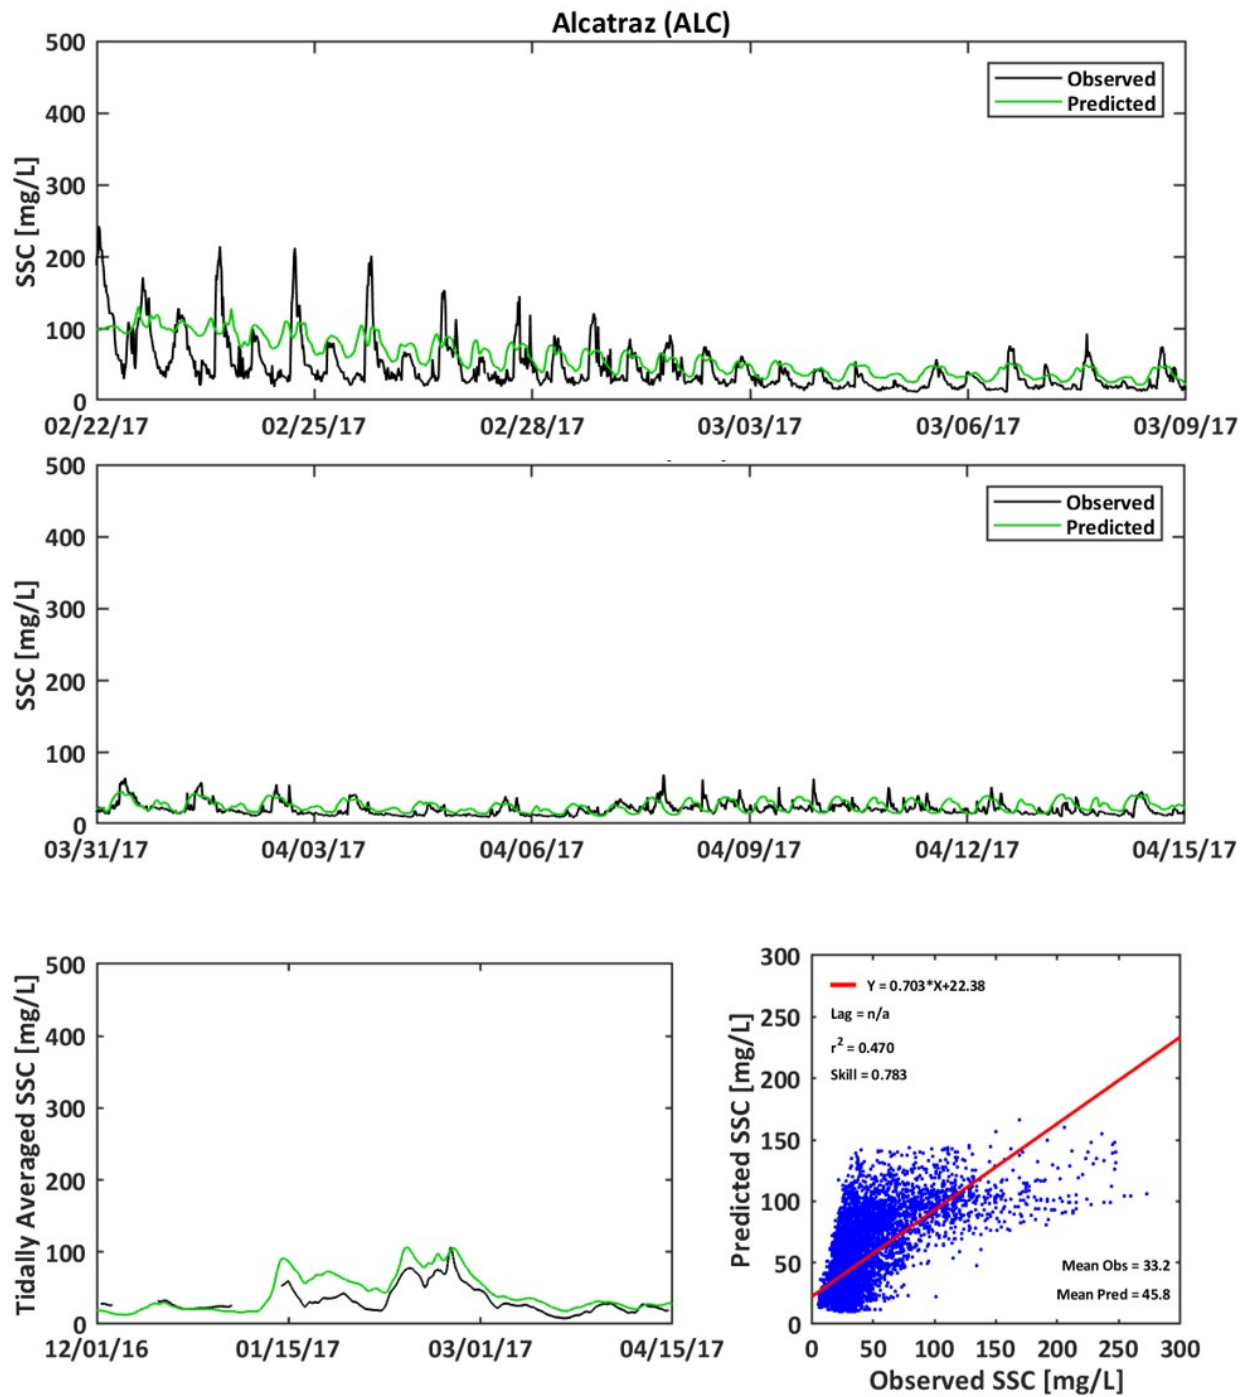 Alcatraz (ALC)
500
400
300
200
100
0
SSC [mg/L]
Observed
Predicted
02/22/17 02/25/17 02/28/17 03/03/17 03/06/17 03/09/17
500
400
300
200
100
0
SSC [mg/L]
Observed
Predicted
03/31/17 04/03/17 04/06/17 04/09/17 04/12/17 04/15/17
500
400
300
200
100
0
Tidally Averaged SSC [mg/L]
12/01/16 01/15/17 03/01/17 04/15/17
300
250
200
150
100
50
0
Predicted SSC [mg/L]
Y = 0.703*X+22.38
Lag = n/a
r² = 0.470
Skill = 0.783
Mean Obs = 33.2
Mean Pred = 45.8
0 50 100 150 200 250 300
Observed SSC [mg/L]